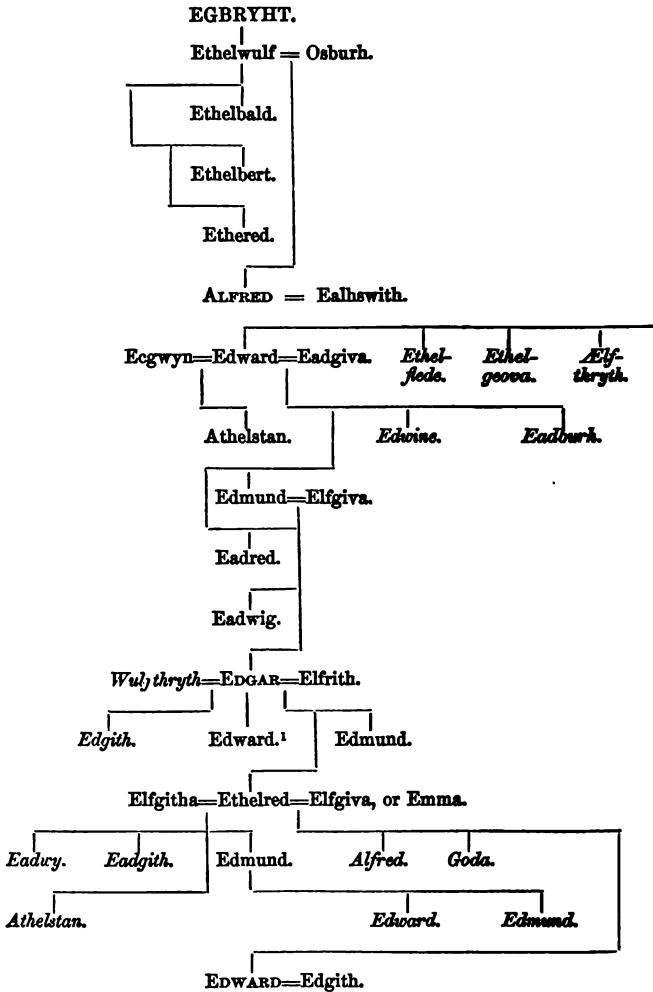 EGBRYHT.
Ethelwulf = Osburh.
Ethelbald.
Ethelbert.
Ethered.
ALFRED = Ealhswith.
Ecgwyn=Edward=Eadgiva. Ethel- Ethel- Ælf-
flede. geova. thryth.
Athelstan. Edwine. Eadburh.
Edmund=Elfgiva.
Eadred.
Eadwig.
Wulfthryth=EDGAR=Elfrith.
Edgith. Edward.¹ Edmund.
Elfgitha=Ethelred=Elfgiva, or Emma.
Eadwy. Eadgith. Edmund. Alfred. Goda.
Athelstan. Edward. Edmund.
EDWARD=Edgith.